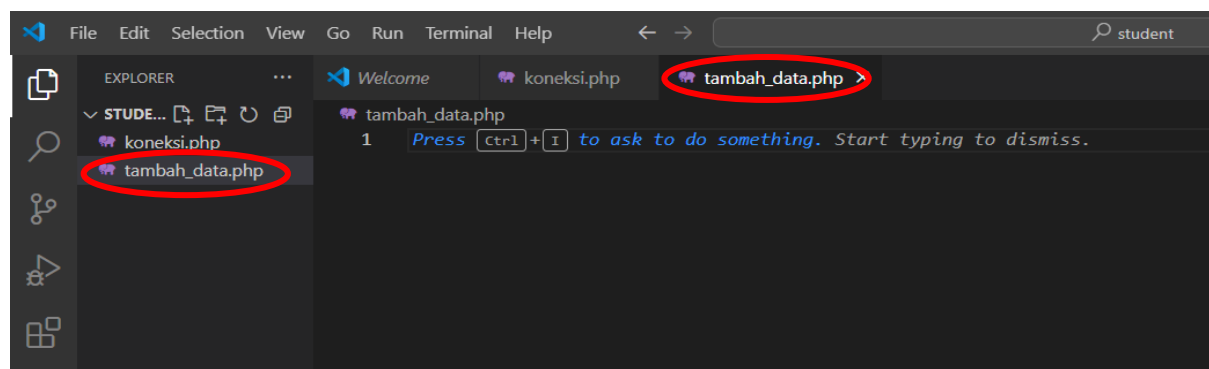 File Edit Selection View Go Run Terminal Help student
EXPLORER
Welcome koneksi.php tambah_data.php
STUDE...
tambah_data.php
koneksi.php
1 Press Ctrl+I to ask to do something. Start typing to dismiss.
tambah_data.php